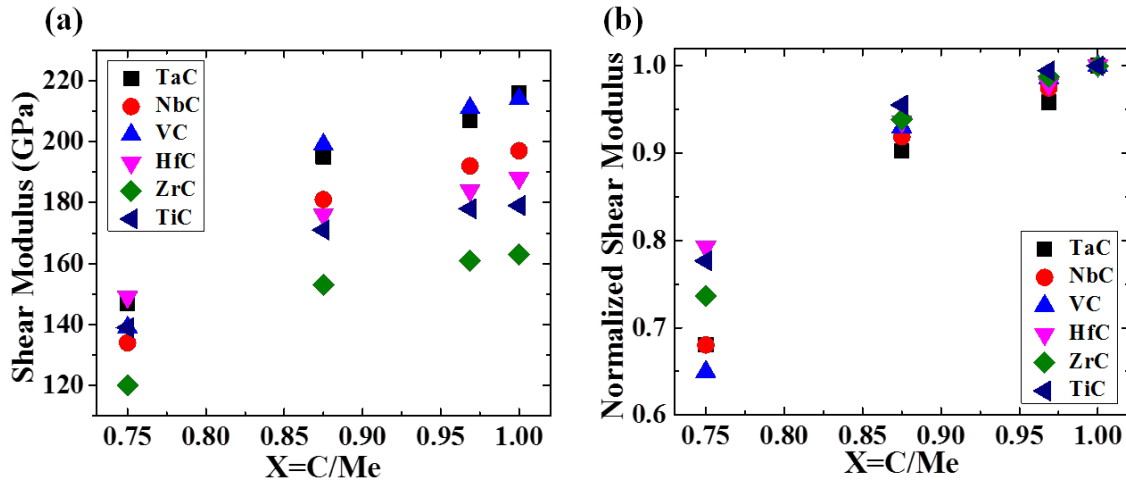 (a)
Shear Modulus (GPa)
220
200
180
160
140
120
TaC
NbC
VC
HfC
ZrC
TiC
0.75 0.80 0.85 0.90 0.95 1.00
X=C/Me
(b)
Normalized Shear Modulus
1.0
0.9
0.8
0.7
0.6
TaC
NbC
VC
HfC
ZrC
TiC
0.75 0.80 0.85 0.90 0.95 1.00
X=C/Me